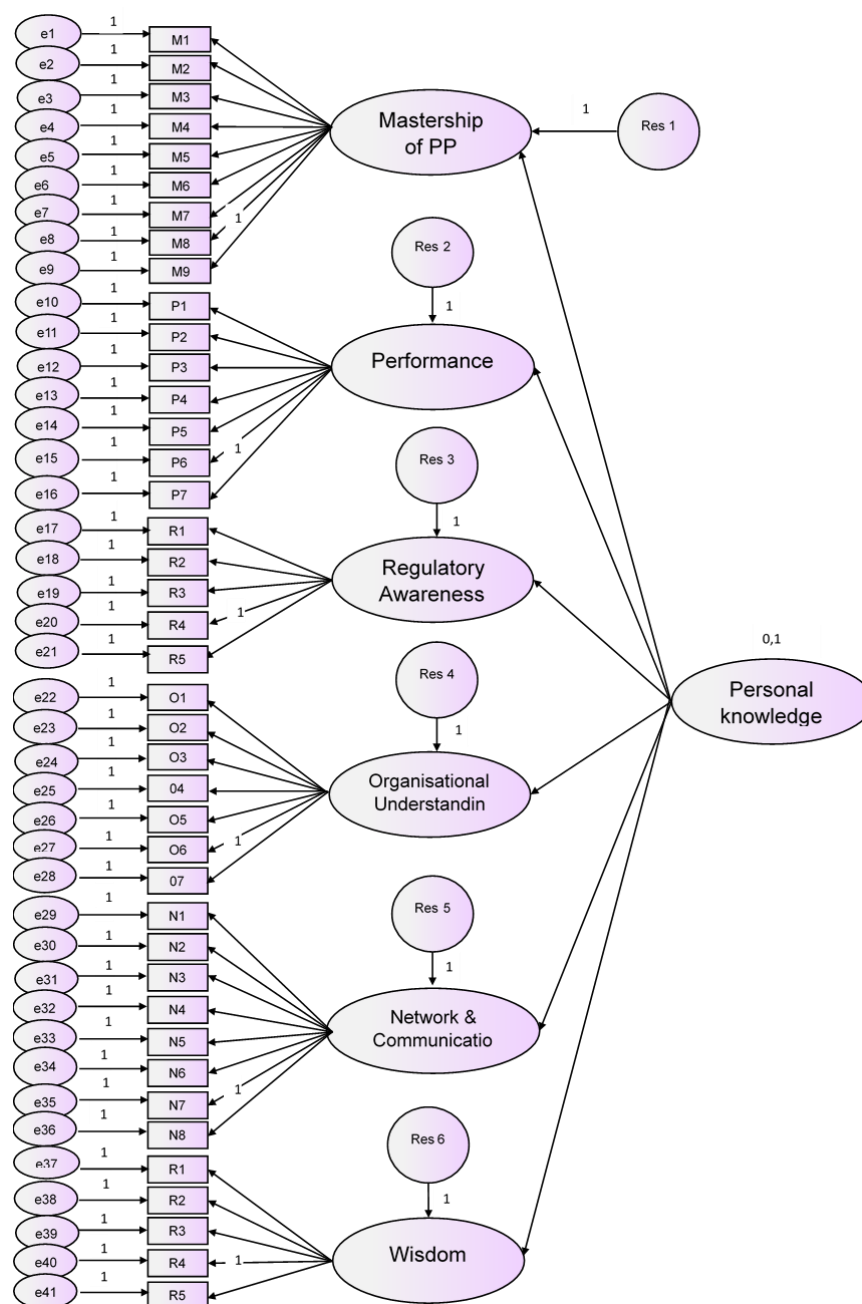 e1 1 M1
e2 1 M2
e3 1 M3
e4 1 M4
e5 1 M5
e6 1 M6
e7 1 M7
e8 1 M8 1
e9 1 M9
Mastership
of PP
1 Res 1
e10 1 P1
e11 1 P2
e12 1 P3
e13 1 P4
e14 1 P5
e15 1 P6 1
e16 1 P7
Res 2
1
Performance
e17 1 R1
e18 1 R2
e19 1 R3
e20 1 R4 1
e21 1 R5
Res 3
1
Regulatory
Awareness
0,1
Personal
knowledge
e22 1 O1
e23 1 O2
e24 1 O3
e25 1 04
e26 1 O5
e27 1 O6 1
e28 1 07
Res 4
1
Organisational
Understandin
e29 1 N1
e30 1 N2
e31 1 N3
e32 1 N4
e33 1 N5
e34 1 N6
e35 1 N7 1
e36 1 N8
Res 5
1
Network &
Communicatio
e37 1 R1
e38 1 R2
e39 1 R3
e40 1 R4 1
e41 1 R5
Res 6
1
Wisdom